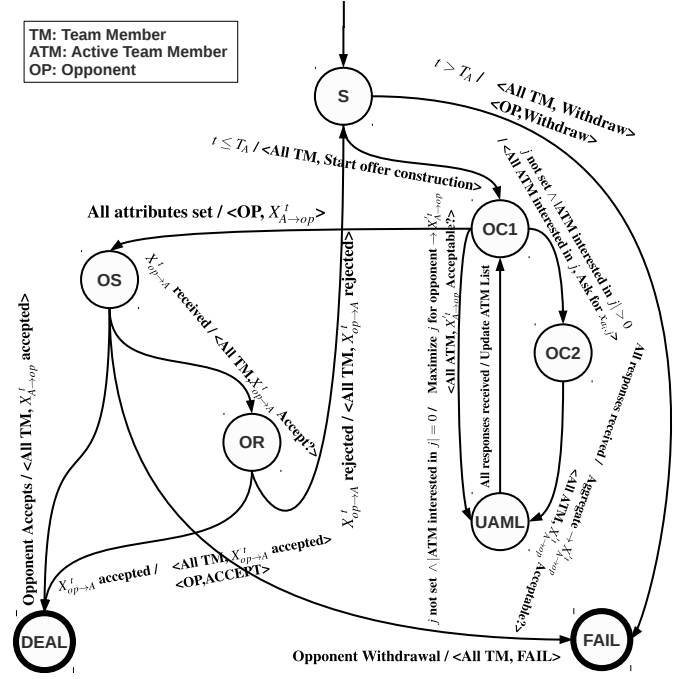 TM: Team Member
ATM: Active Team Member
OP: Opponent
S
t > T_A / <All TM, Withdraw>
<OP,Withdraw>
t ≤ T_A / <All TM, Start offer construction>
j not set ∧ |ATM interested in j| > 0
/ <All ATM interested in j, Ask for x_{a_i,j}>
All attributes set / <OP, X^t_{A→op}>
OC1
OS
OC2
OR
UAML
X^t_{op→A} received / <All TM,X^t_{op→A} Accept?>
X^t_{op→A} rejected / <All TM, X^t_{op→A} rejected>
j not set ∧ |ATM interested in j| = 0 / Maximize j for opponent → X^t_{A→op}
<All ATM, X^t_{A→op} Acceptable?>
All responses received / Update ATM List
All responses received / Aggregate → X^t_{A→op}
<All ATM, X^t_{A→op} Acceptable?>
Opponent Accepts / <All TM, X^t_{A→op} accepted>
X^t_{op→A} accepted / <All TM, X^t_{op→A} accepted>
<OP,ACCEPT>
DEAL
FAIL
Opponent Withdrawal / <All TM, FAIL>